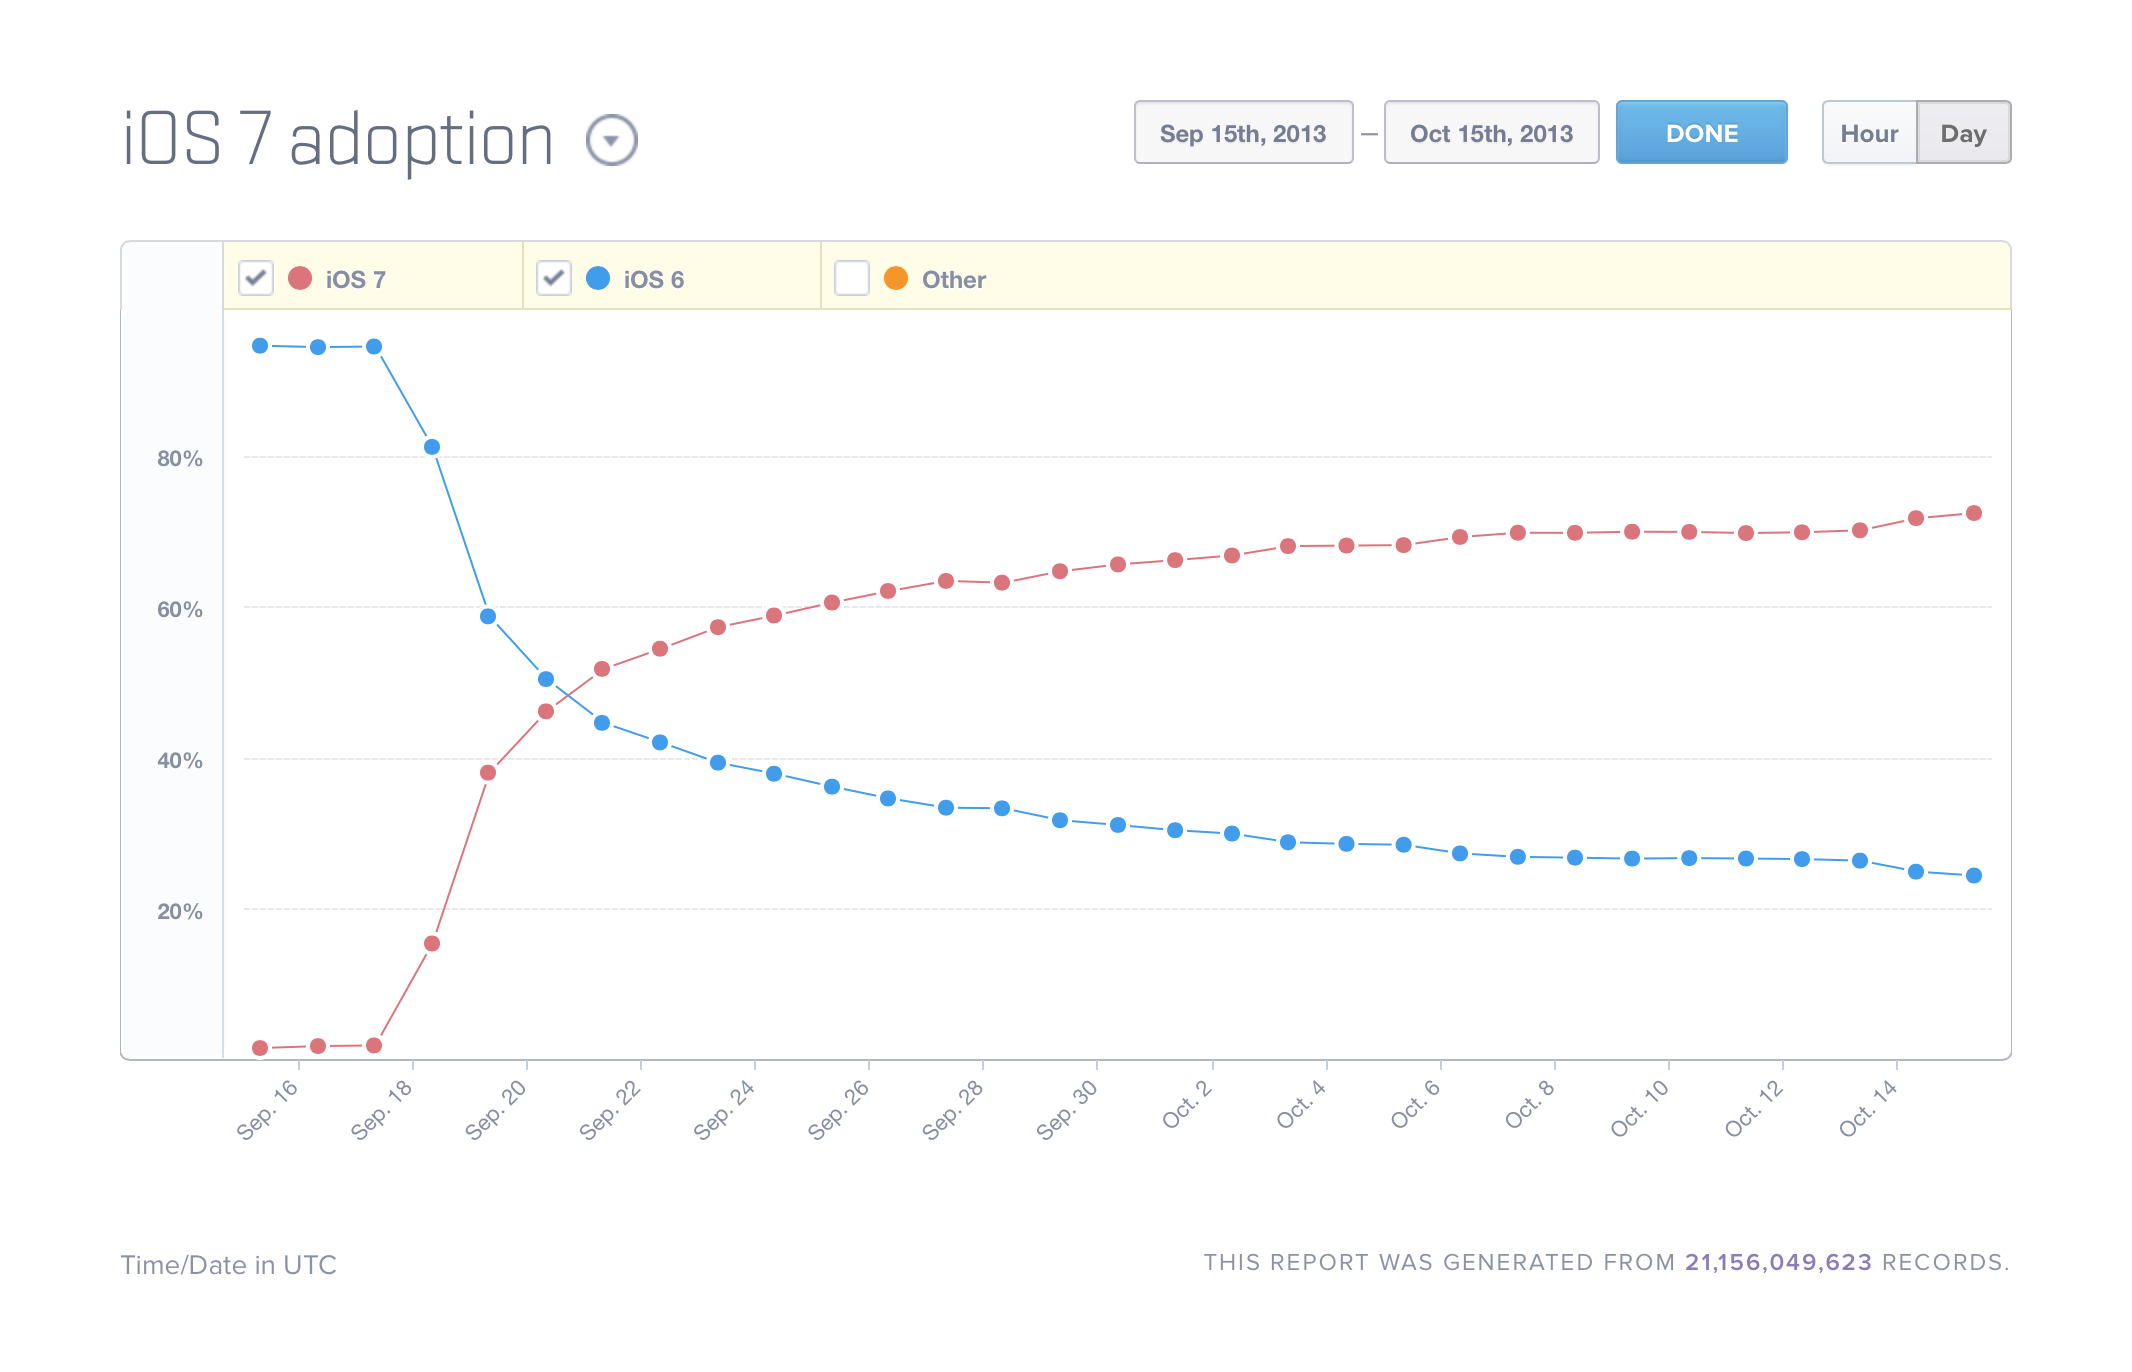 iOS 7 adoption
Sep 15th, 2013 – Oct 15th, 2013 DONE Hour Day
iOS 7 iOS 6 Other
80%
60%
40%
20%
Sep. 16 Sep. 18 Sep. 20 Sep. 22 Sep. 24 Sep. 26 Sep. 28 Sep. 30 Oct. 2 Oct. 4 Oct. 6 Oct. 8 Oct. 10 Oct. 12 Oct. 14
Time/Date in UTC
THIS REPORT WAS GENERATED FROM 21,156,049,623 RECORDS.